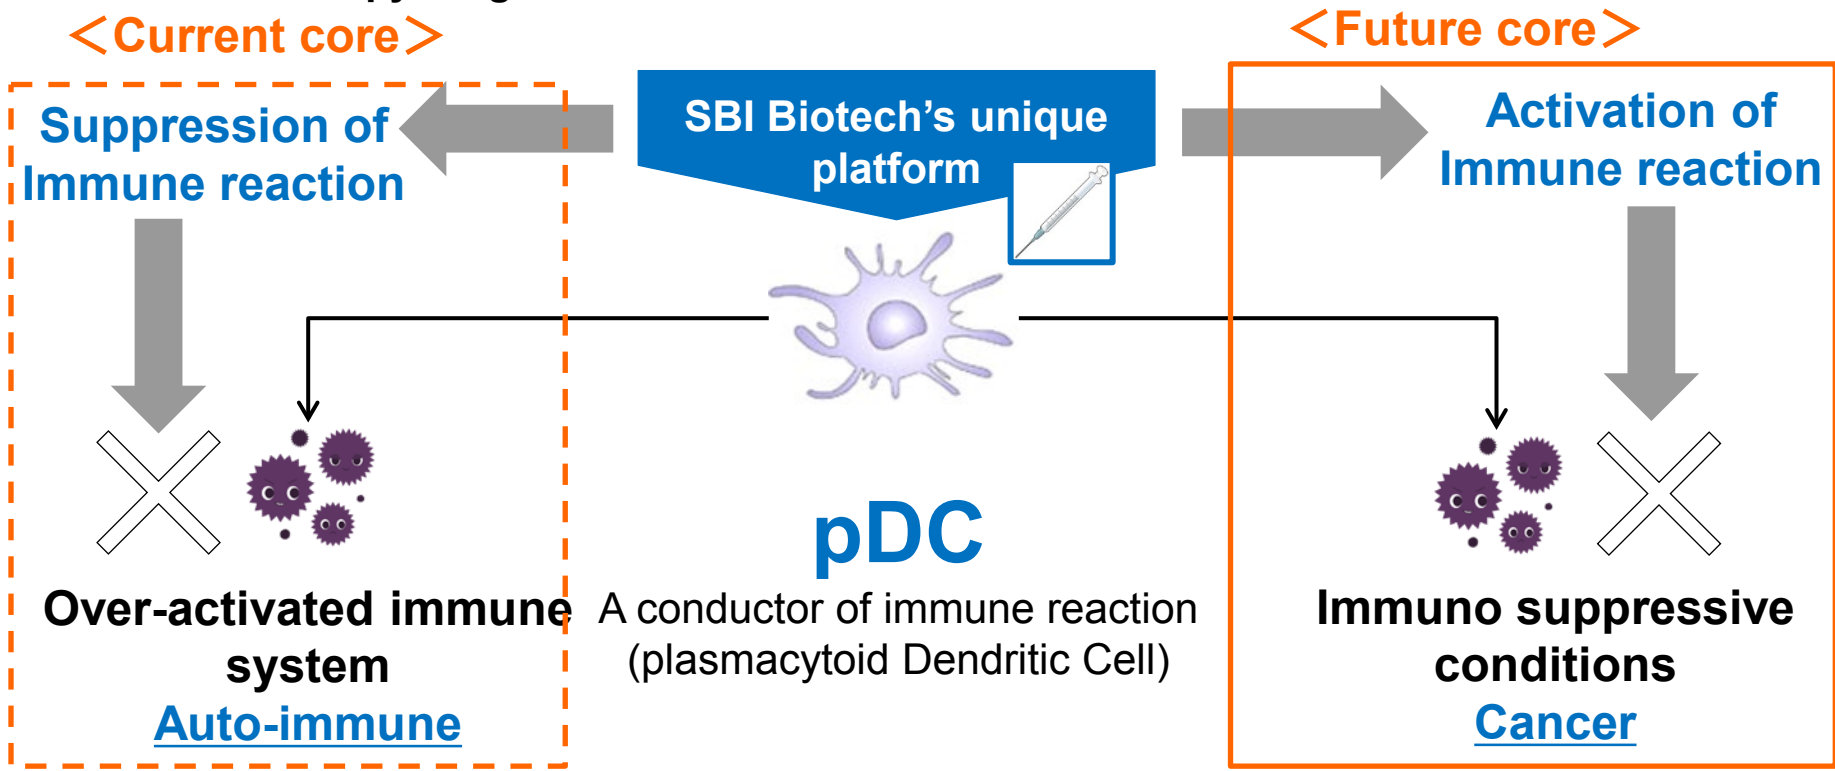 ＜Current core＞
＜Future core＞
Suppression of
Immune reaction
SBI Biotech’s unique
platform
Activation of
Immune reaction
pDC
A conductor of immune reaction
(plasmacytoid Dendritic Cell)
Over-activated immune
system
Auto-immune
Immuno suppressive
conditions
Cancer